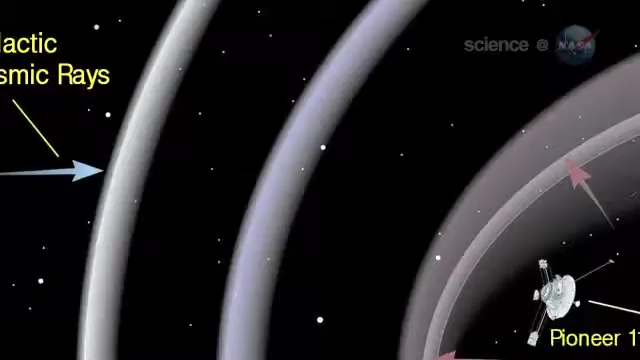 lactic
smic Rays
science @ NASA
Pioneer 1